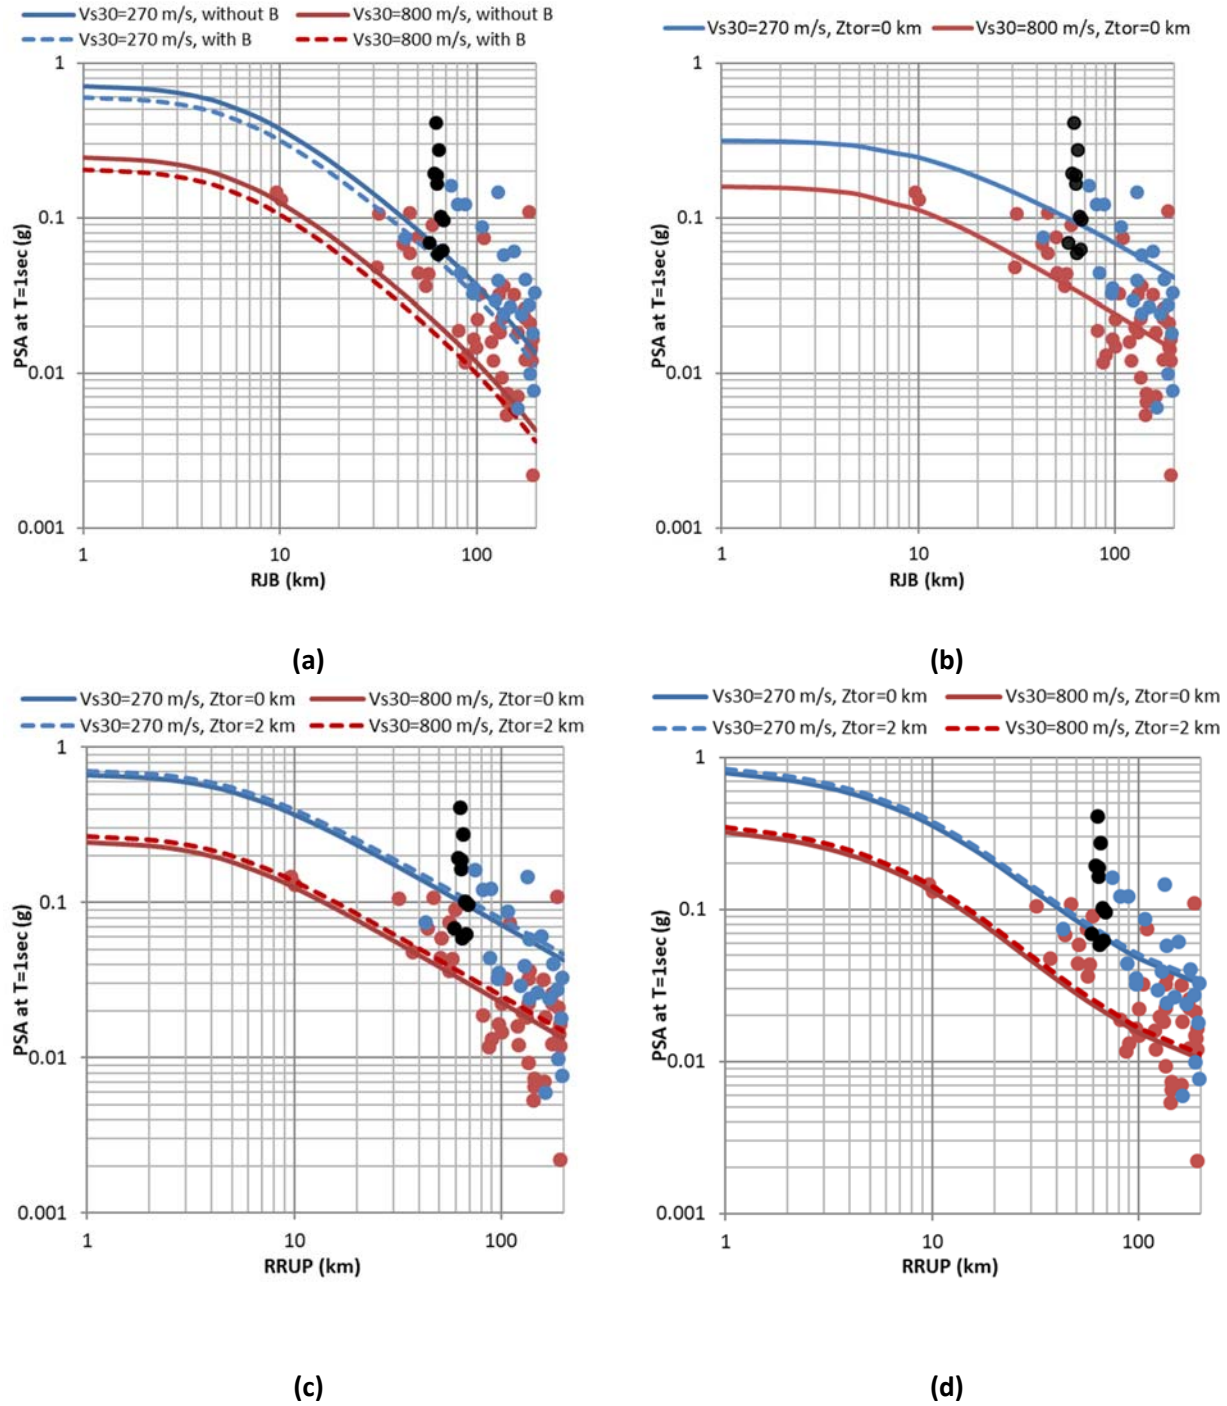 Vs30=270 m/s, without B Vs30=800 m/s, without B
Vs30=270 m/s, with B Vs30=800 m/s, with B
1
0.1
0.01
0.001
PSA at T=1sec (g)
1 10 100
RJB (km)
(a)
Vs30=270 m/s, Ztor=0 km Vs30=800 m/s, Ztor=0 km
1
0.1
0.01
0.001
PSA at T=1sec (g)
1 10 100
RJB (km)
(b)
Vs30=270 m/s, Ztor=0 km Vs30=800 m/s, Ztor=0 km
Vs30=270 m/s, Ztor=2 km Vs30=800 m/s, Ztor=2 km
1
0.1
0.01
0.001
PSA at T=1sec (g)
1 10 100
RRUP (km)
(c)
Vs30=270 m/s, Ztor=0 km Vs30=800 m/s, Ztor=0 km
Vs30=270 m/s, Ztor=2 km Vs30=800 m/s, Ztor=2 km
1
0.1
0.01
0.001
PSA at T=1sec (g)
1 10 100
RRUP (km)
(d)